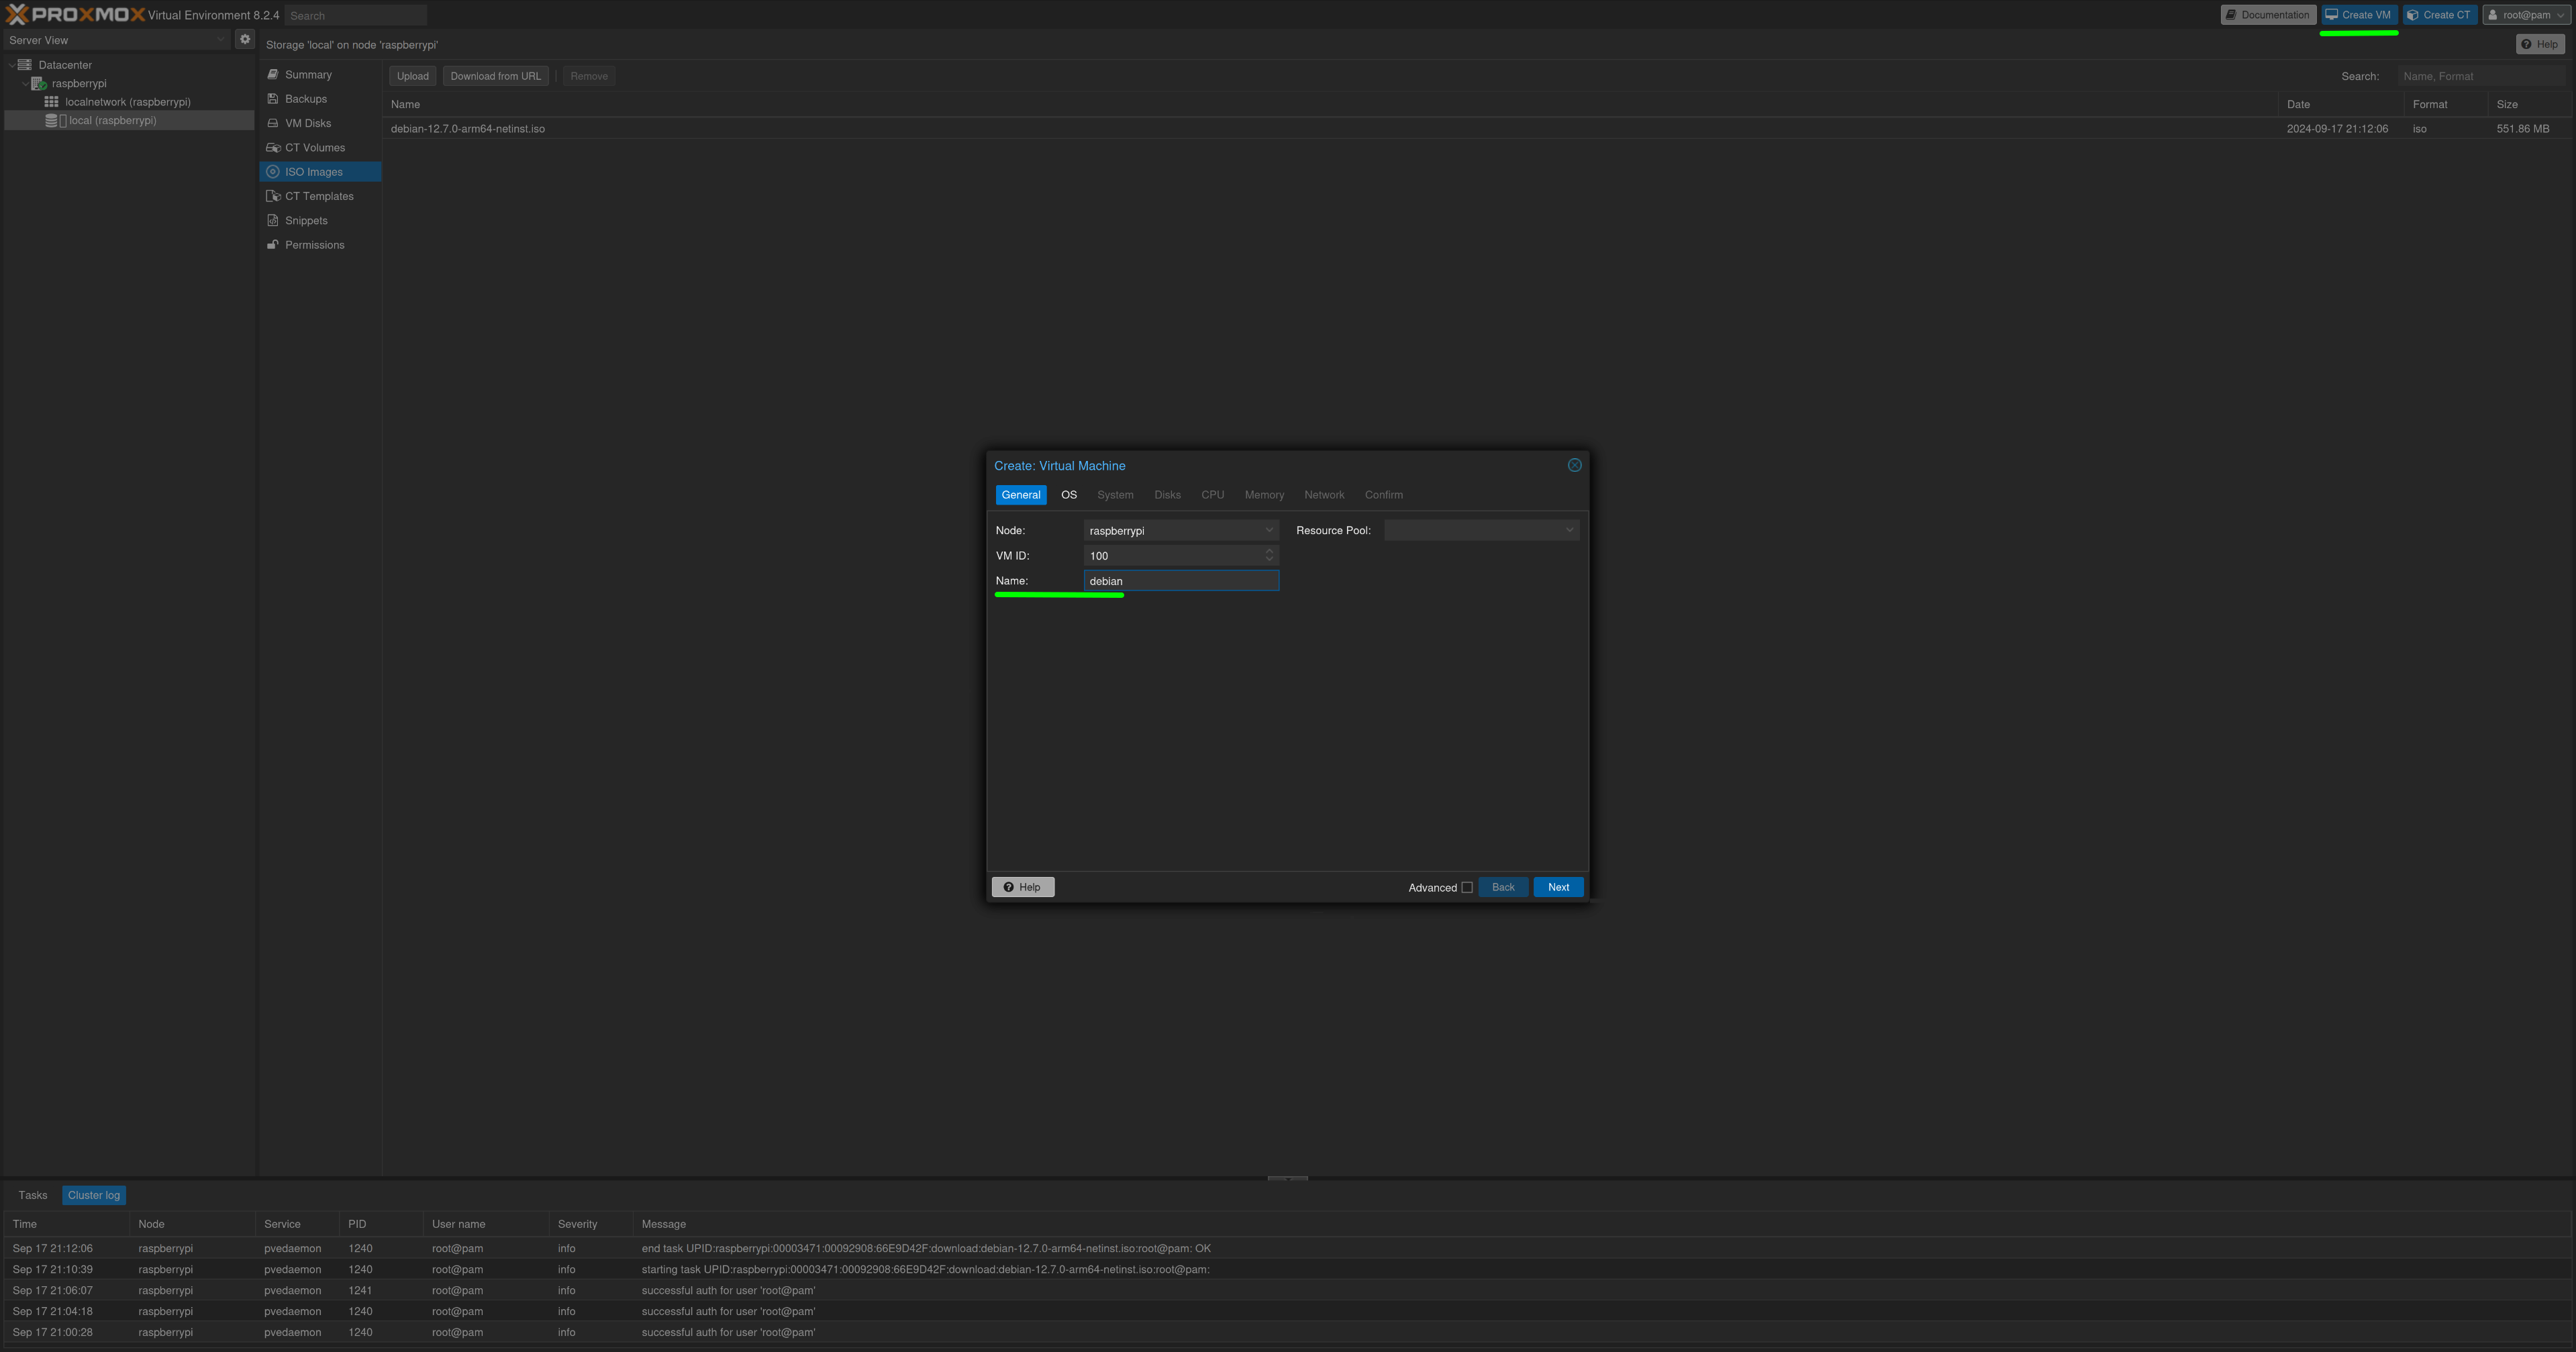 PROXMOX Virtual Environment 8.2.4 Search Documentation Create VM Create CT root@pam
Server View
Storage 'local' on node 'raspberrypi' Help
Datacenter
raspberrypi
localnetwork (raspberrypi)
local (raspberrypi)
Summary
Backups
VM Disks
CT Volumes
ISO Images
CT Templates
Snippets
Permissions
Upload Download from URL Remove Search: Name, Format
Name Date Format Size
debian-12.7.0-arm64-netinst.iso 2024-09-17 21:12:06 iso 551.86 MB
Create: Virtual Machine
General OS System Disks CPU Memory Network Confirm
Node: raspberrypi Resource Pool:
VM ID: 100
Name: debian
Help Advanced Back Next
Tasks Cluster log
Time Node Service PID User name Severity Message
Sep 17 21:12:06 raspberrypi pvedaemon 1240 root@pam info end task UPID:raspberrypi:00003471:00092908:66E9D42F:download:debian-12.7.0-arm64-netinst.iso:root@pam: OK
Sep 17 21:10:39 raspberrypi pvedaemon 1240 root@pam info starting task UPID:raspberrypi:00003471:00092908:66E9D42F:download:debian-12.7.0-arm64-netinst.iso:root@pam:
Sep 17 21:06:07 raspberrypi pvedaemon 1241 root@pam info successful auth for user 'root@pam'
Sep 17 21:04:18 raspberrypi pvedaemon 1240 root@pam info successful auth for user 'root@pam'
Sep 17 21:00:28 raspberrypi pvedaemon 1240 root@pam info successful auth for user 'root@pam'